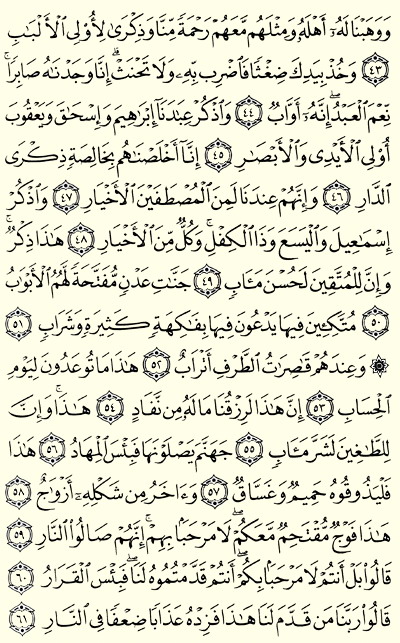 وَوَهَبْنَا لَهُۥٓ أَهْلَهُۥ وَمِثْلَهُم مَّعَهُمْ رَحْمَةً مِّنَّا وَذِكْرَىٰ لِأُو۟لِى ٱلْأَلْبَٰبِ
٤٣ وَخُذْ بِيَدِكَ ضِغْثًا فَٱضْرِب بِّهِۦ وَلَا تَحْنَثْ ۗ إِنَّا وَجَدْنَٰهُ صَابِرًا ۚ
نِّعْمَ ٱلْعَبْدُ ۖ إِنَّهُۥٓ أَوَّابٌ ٤٤ وَٱذْكُرْ عِبَٰدَنَآ إِبْرَٰهِيمَ وَإِسْحَٰقَ وَيَعْقُوبَ
أُو۟لِى ٱلْأَيْدِى وَٱلْأَبْصَٰرِ ٤٥ إِنَّآ أَخْلَصْنَٰهُم بِخَالِصَةٍ ذِكْرَى
ٱلدَّارِ ٤٦ وَإِنَّهُمْ عِندَنَا لَمِنَ ٱلْمُصْطَفَيْنَ ٱلْأَخْيَارِ ٤٧ وَٱذْكُرْ
إِسْمَٰعِيلَ وَٱلْيَسَعَ وَذَا ٱلْكِفْلِ ۖ وَكُلٌّ مِّنَ ٱلْأَخْيَارِ ٤٨ هَٰذَا ذِكْرٌ ۚ
وَإِنَّ لِلْمُتَّقِينَ لَحُسْنَ مَـَٔابٍ ٤٩ جَنَّٰتِ عَدْنٍ مُّفَتَّحَةً لَّهُمُ ٱلْأَبْوَٰبُ
٥٠ مُتَّكِـِٔينَ فِيهَا يَدْعُونَ فِيهَا بِفَٰكِهَةٍ كَثِيرَةٍ وَشَرَابٍ ٥١
۞ وَعِندَهُمْ قَٰصِرَٰتُ ٱلطَّرْفِ أَتْرَابٌ ٥٢ هَٰذَا مَا تُوعَدُونَ لِيَوْمِ
ٱلْحِسَابِ ٥٣ إِنَّ هَٰذَا لَرِزْقُنَا مَا لَهُۥ مِن نَّفَادٍ ٥٤ هَٰذَا ۚ وَإِنَّ
لِلطَّٰغِينَ لَشَرَّ مَـَٔابٍ ٥٥ جَهَنَّمَ يَصْلَوْنَهَا فَبِئْسَ ٱلْمِهَادُ ٥٦ هَٰذَا
فَلْيَذُوقُوهُ حَمِيمٌ وَغَسَّاقٌ ٥٧ وَءَاخَرُ مِن شَكْلِهِۦٓ أَزْوَٰجٌ ٥٨
هَٰذَا فَوْجٌ مُّقْتَحِمٌ مَّعَكُمْ ۖ لَا مَرْحَبًۢا بِهِمْ ۚ إِنَّهُمْ صَالُوا۟ ٱلنَّارِ ٥٩
قَالُوا۟ بَلْ أَنتُمْ لَا مَرْحَبًۢا بِكُمْ ۖ أَنتُمْ قَدَّمْتُمُوهُ لَنَا ۖ فَبِئْسَ ٱلْقَرَارُ
٦٠ قَالُوا۟ رَبَّنَا مَن قَدَّمَ لَنَا هَٰذَا فَزِدْهُ عَذَابًا ضِعْفًا فِى ٱلنَّارِ ٦١